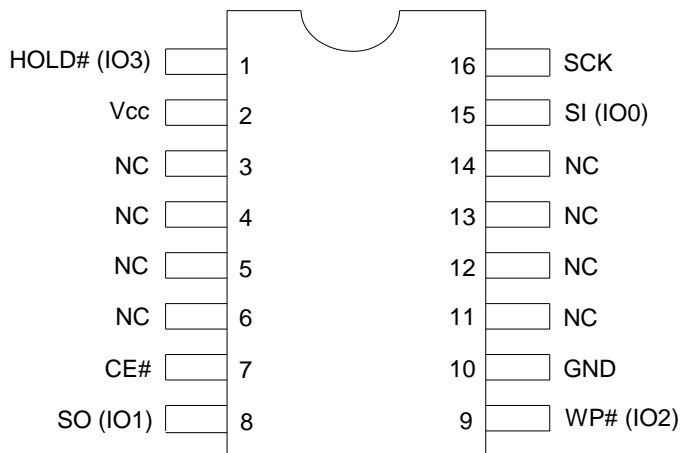 HOLD# (IO3) 1 16 SCK
Vcc 2 15 SI (IO0)
NC 3 14 NC
NC 4 13 NC
NC 5 12 NC
NC 6 11 NC
CE# 7 10 GND
SO (IO1) 8 9 WP# (IO2)